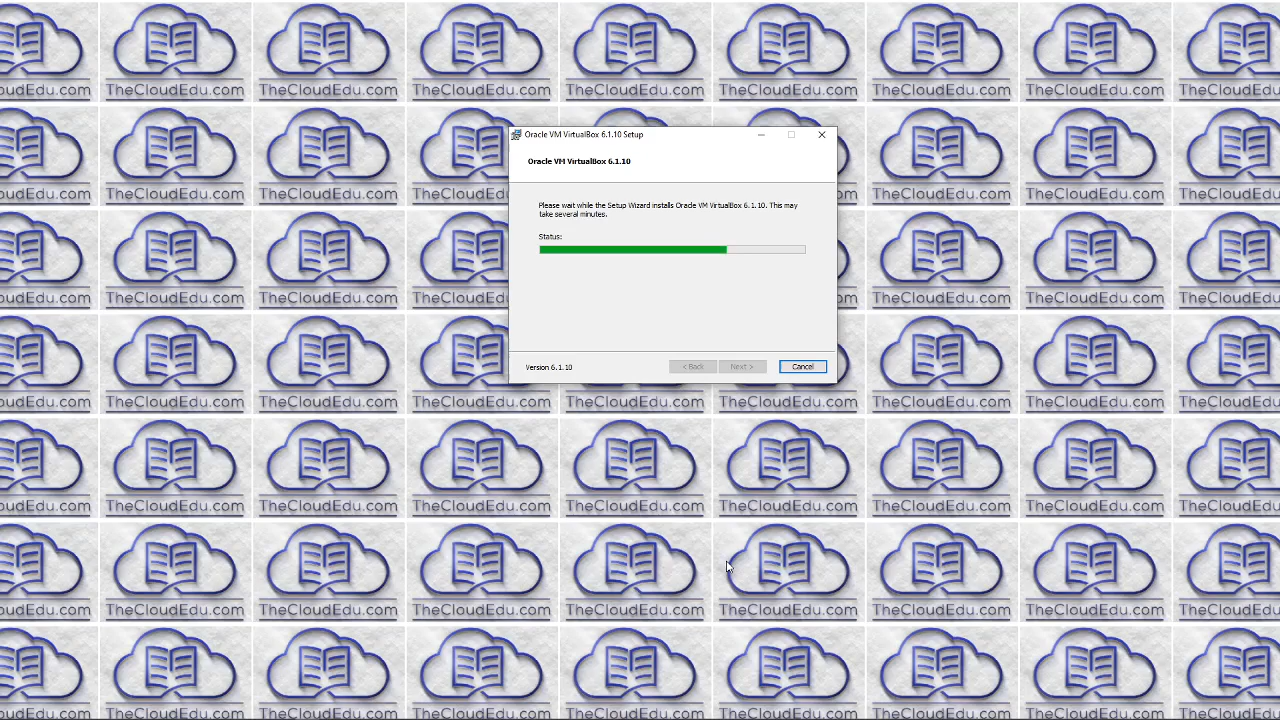 Oracle VM VirtualBox 6.1.10 Setup
Oracle VM VirtualBox 6.1.10
Please wait while the Setup Wizard installs Oracle VM VirtualBox 6.1.10. This may
take several minutes.
Status:
Version 6.1.10
< Back
Next >
Cancel
TheCloudEdu.com